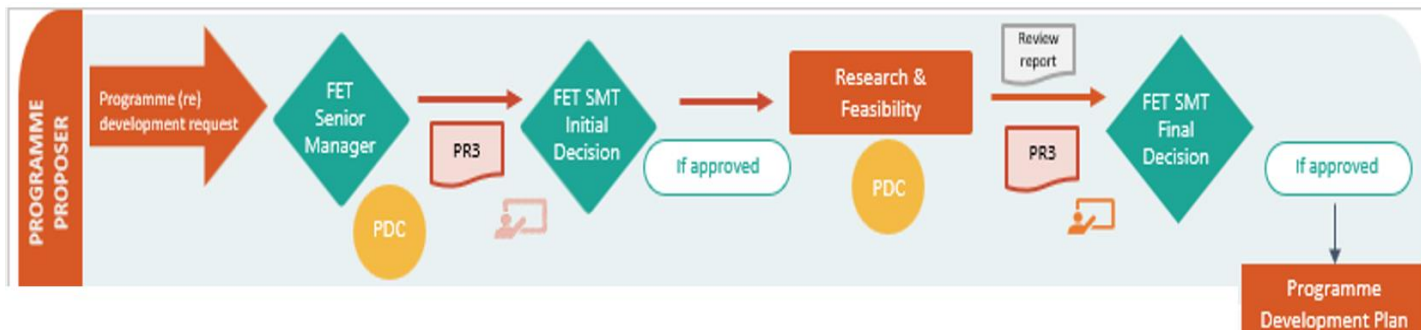 PROGRAMME
PROPOSER
Programme (re)
development request
FET
Senior
Manager
PDC
PR3
FET SMT
Initial
Decision
If approved
Research &
Feasibility
PDC
Review
report
PR3
FET SMT
Final
Decision
If approved
Programme
Development Plan